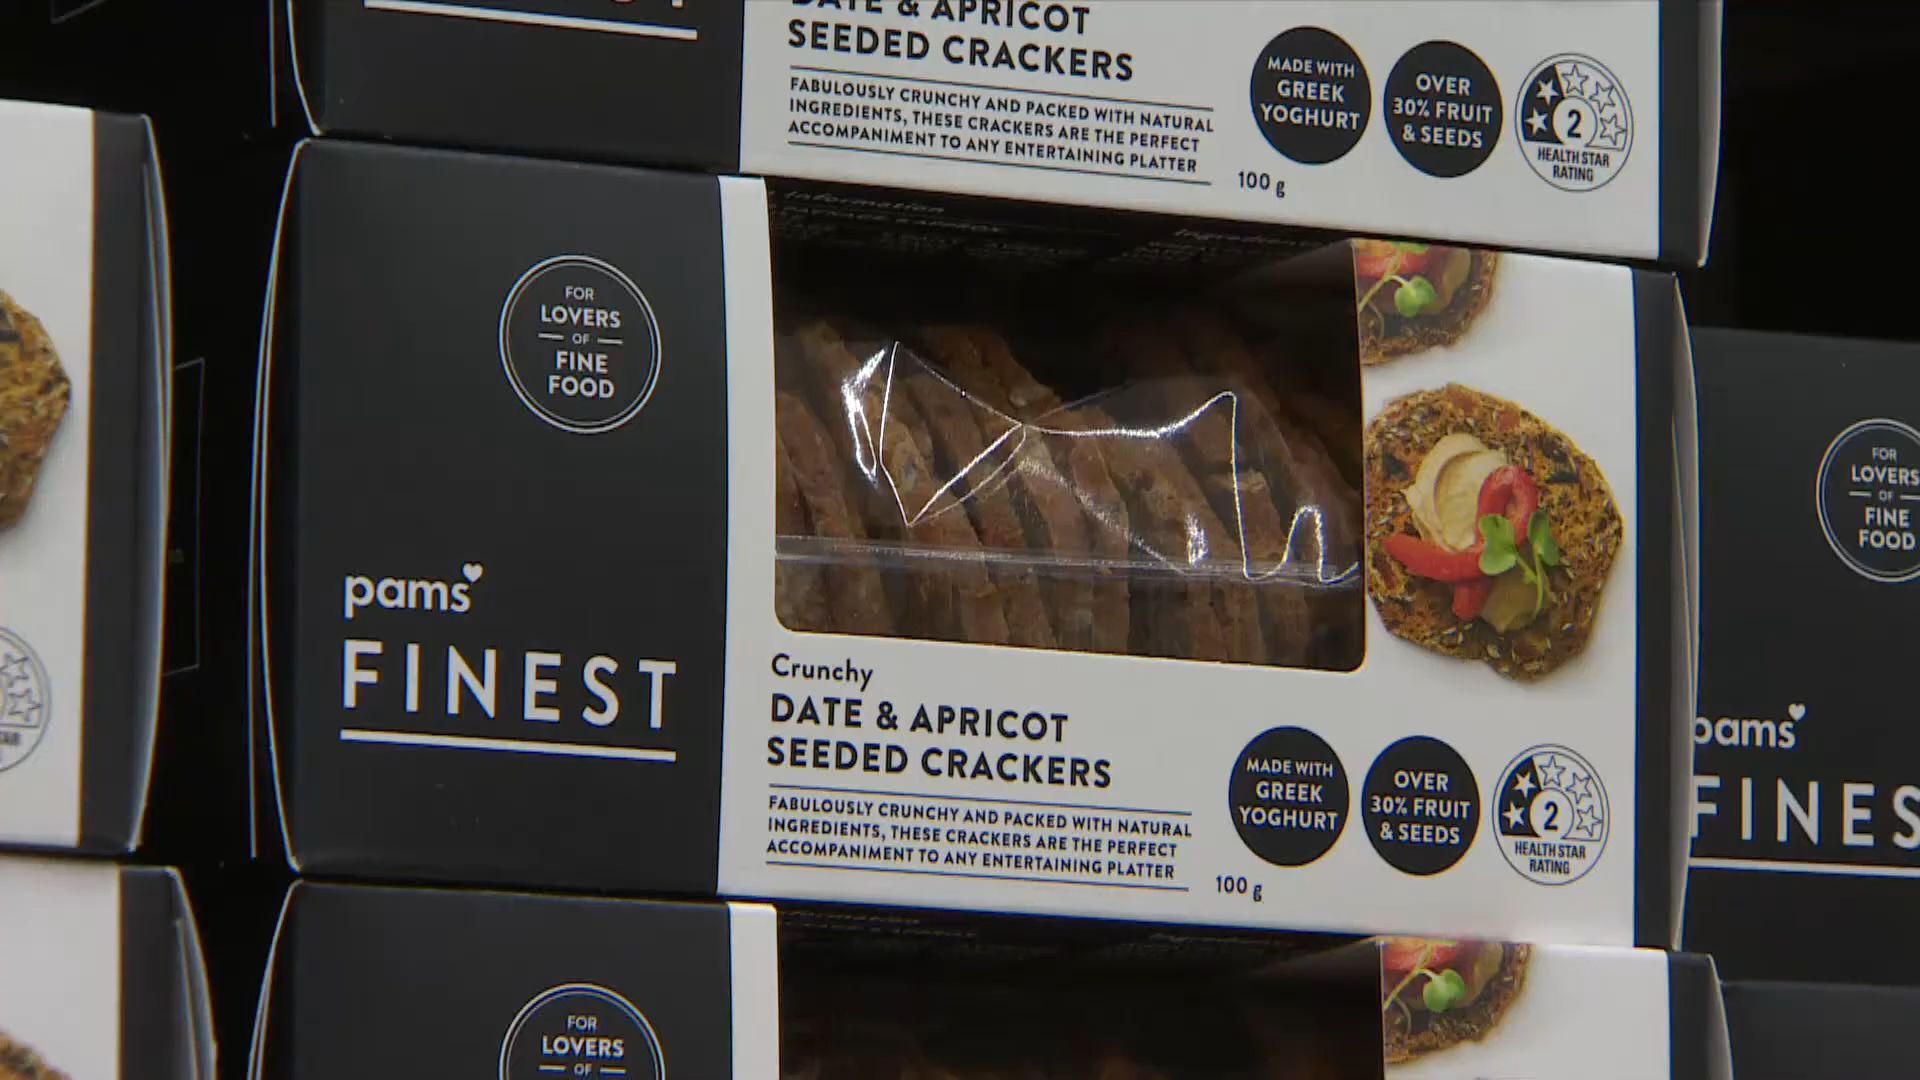 DATE & APRICOT
SEEDED CRACKERS
FABULOUSLY CRUNCHY AND PACKED WITH NATURAL
INGREDIENTS, THESE CRACKERS ARE THE PERFECT
ACCOMPANIMENT TO ANY ENTERTAINING PLATTER
100 g
MADE WITH
GREEK
YOGHURT
OVER
30% FRUIT
& SEEDS
2
HEALTH STAR
RATING
FOR
LOVERS
OF
FINE
FOOD
pams
FINEST
Information
Crunchy
DATE & APRICOT
SEEDED CRACKERS
FABULOUSLY CRUNCHY AND PACKED WITH NATURAL
INGREDIENTS, THESE CRACKERS ARE THE PERFECT
ACCOMPANIMENT TO ANY ENTERTAINING PLATTER
100 g
MADE WITH
GREEK
YOGHURT
OVER
30% FRUIT
& SEEDS
2
HEALTH STAR
RATING
FOR
LOVERS
OF
FINE
FOOD
pams
FINES
FOR
LOVERS
OF